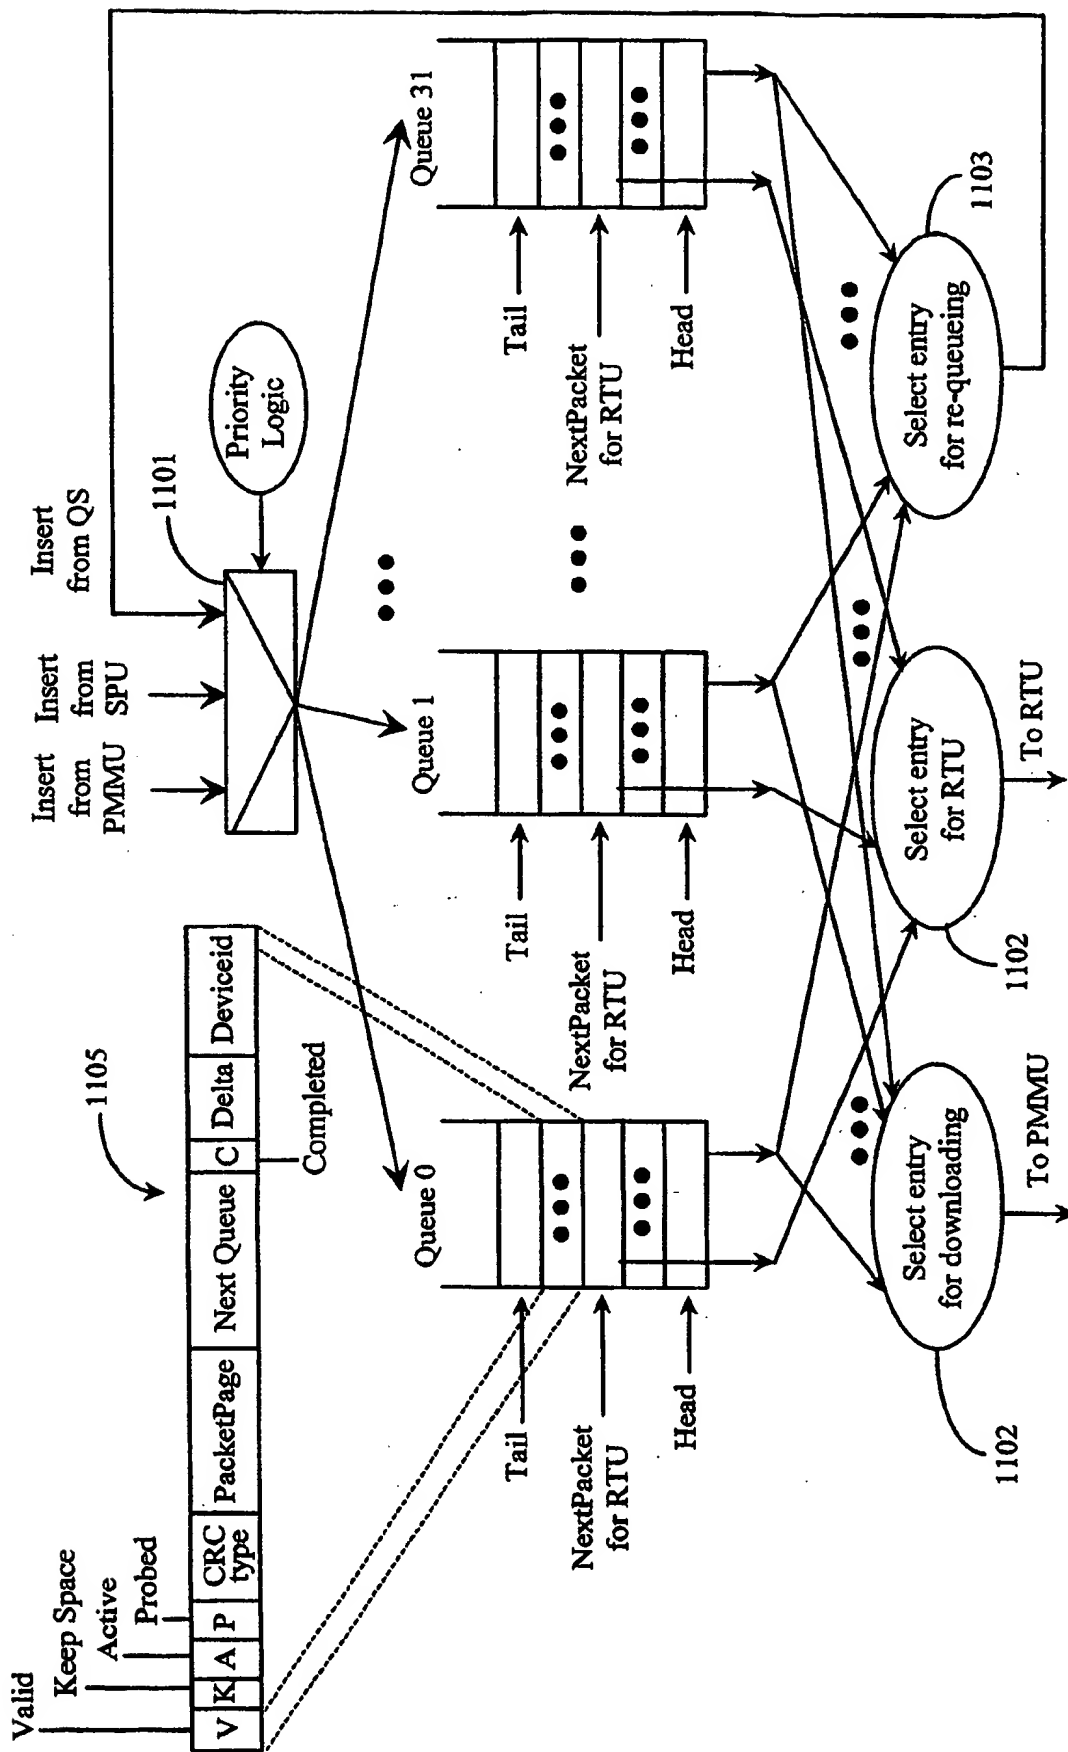 Valid
Keep Space
Active
Probed
V
K
A
P
CRC
type
PacketPage
Next Queue
C
Delta
Deviceid
Completed
1105
Insert
from
PMMU
Insert
from
SPU
Insert
from QS
1101
Priority
Logic
Queue 0
Queue 1
Queue 31
Tail
NextPacket
for RTU
Head
Tail
NextPacket
for RTU
Head
Tail
NextPacket
for RTU
Head
Select entry
for downloading
1102
To PMMU
Select entry
for RTU
1102
To RTU
Select entry
for re-queueing
1103